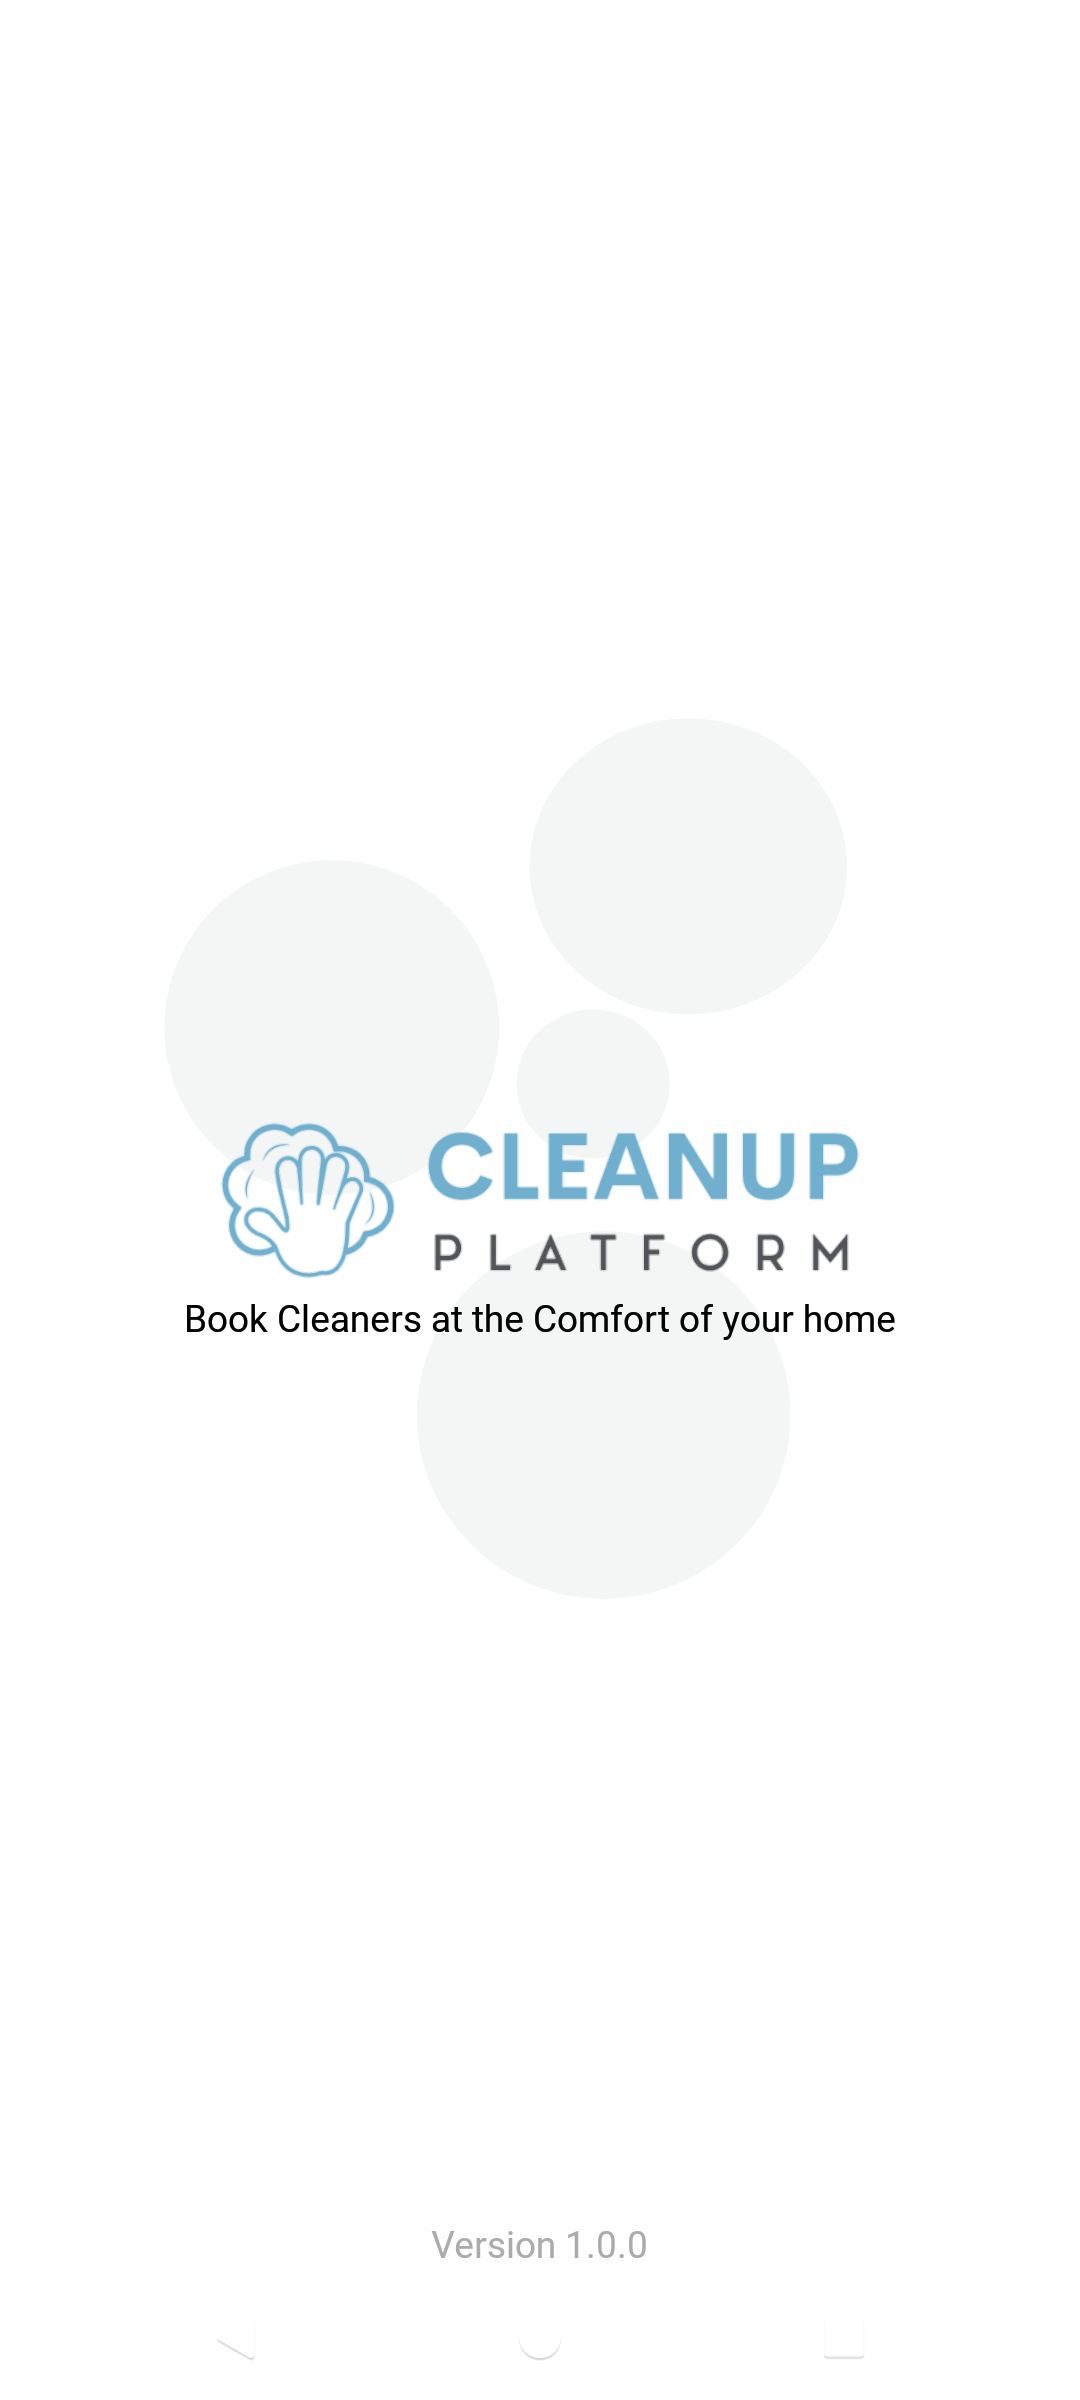 CLEANUP
PLATFORM
Book Cleaners at the Comfort of your home
Version 1.0.0